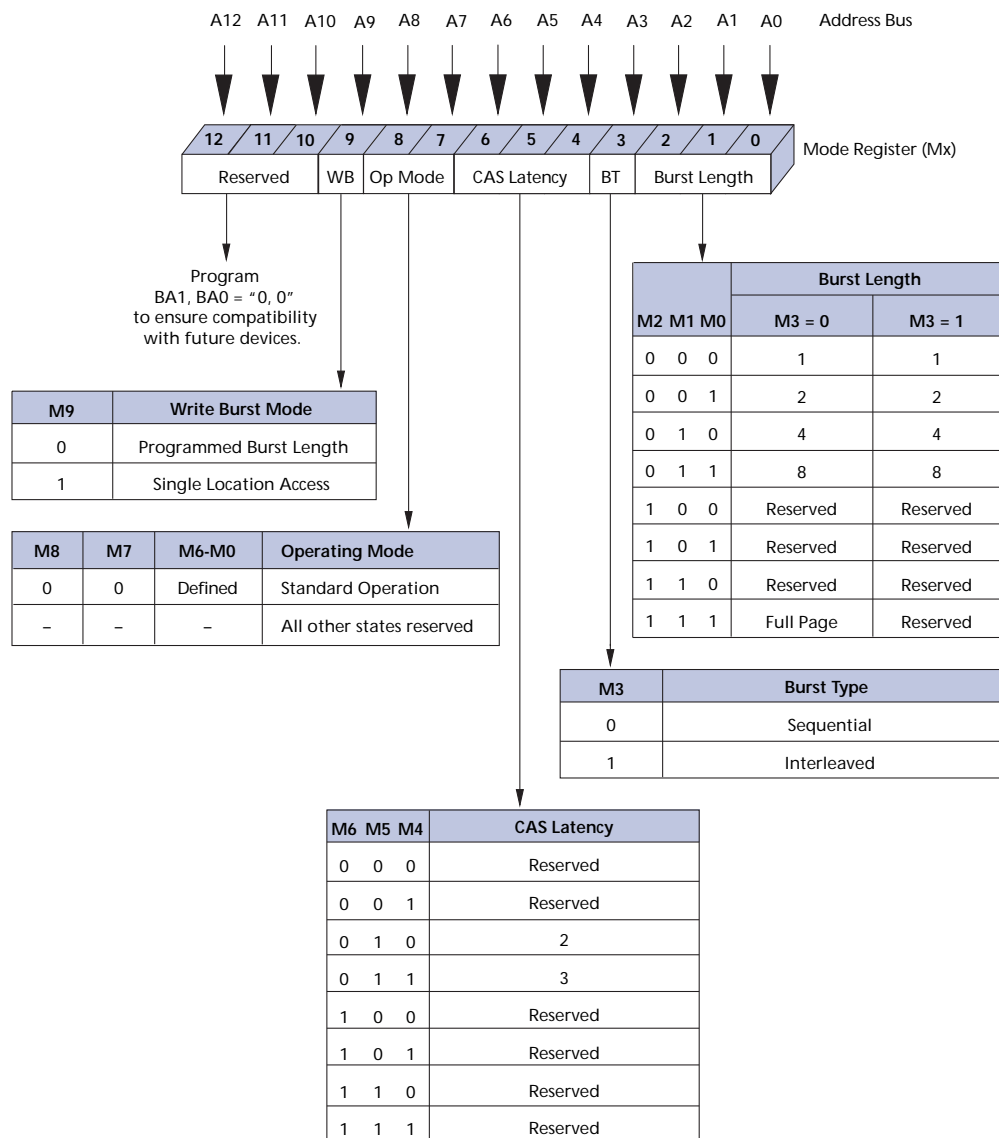 A12 A11 A10 A9 A8 A7 A6 A5 A4 A3 A2 A1 A0 Address Bus
12 11 10 9 8 7 6 5 4 3 2 1 0
Mode Register (Mx)
Reserved WB Op Mode CAS Latency BT Burst Length
Program
BA1, BA0 = “0, 0”
to ensure compatibility
with future devices.
Burst Length
M2 M1 M0 M3 = 0 M3 = 1
0 0 0 1 1
0 0 1 2 2
0 1 0 4 4
0 1 1 8 8
1 0 0 Reserved Reserved
1 0 1 Reserved Reserved
1 1 0 Reserved Reserved
1 1 1 Full Page Reserved
M9 Write Burst Mode
0 Programmed Burst Length
1 Single Location Access
M8 M7 M6-M0 Operating Mode
0 0 Defined Standard Operation
– – – All other states reserved
M3 Burst Type
0 Sequential
1 Interleaved
M6 M5 M4 CAS Latency
0 0 0 Reserved
0 0 1 Reserved
0 1 0 2
0 1 1 3
1 0 0 Reserved
1 0 1 Reserved
1 1 0 Reserved
1 1 1 Reserved